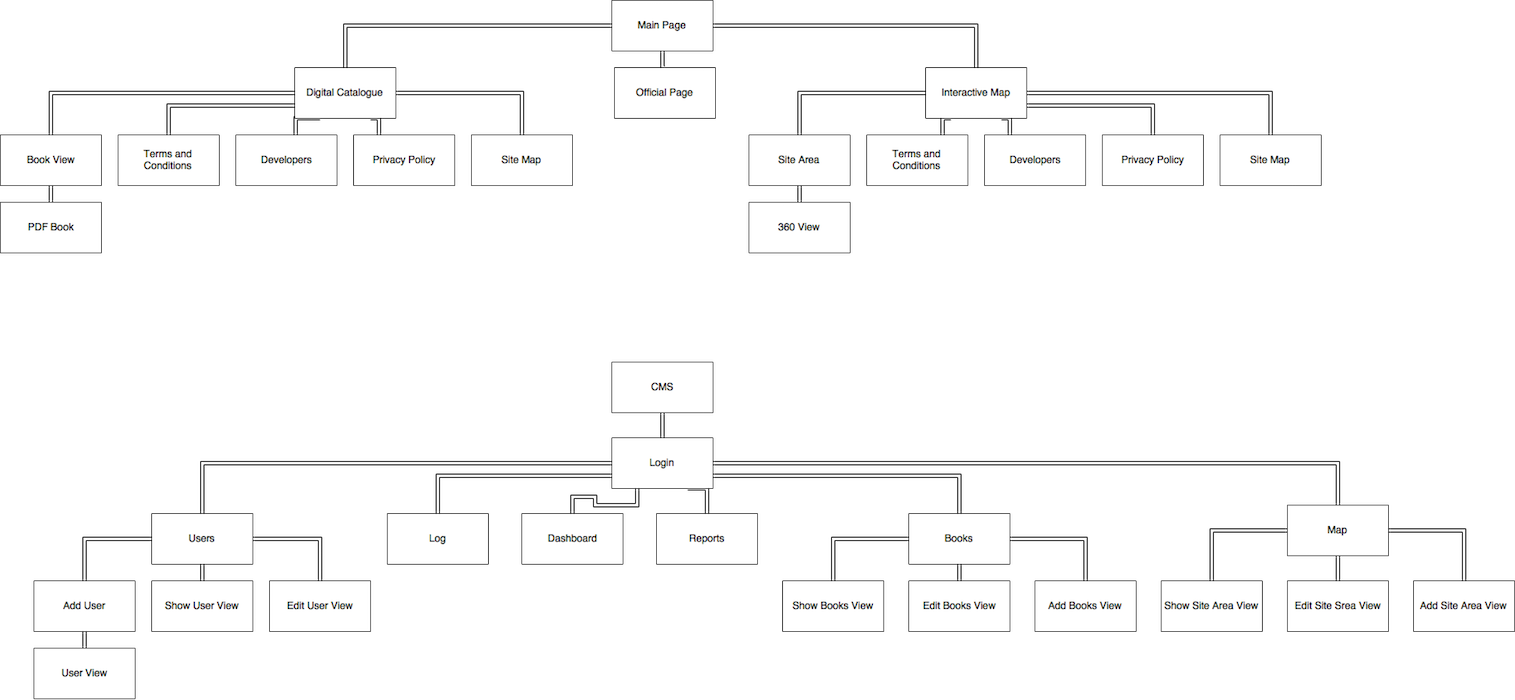 Main Page
Digital Catalogue
Official Page
Interactive Map
Book View
Terms and
Conditions
Developers
Privacy Policy
Site Map
Site Area
Terms and
Conditions
Developers
Privacy Policy
Site Map
PDF Book
360 View
CMS
Login
Users
Log
Dashboard
Reports
Books
Map
Add User
Show User View
Edit User View
Show Books View
Edit Books View
Add Books View
Show Site Area View
Edit Site Srea View
Add Site Area View
User View